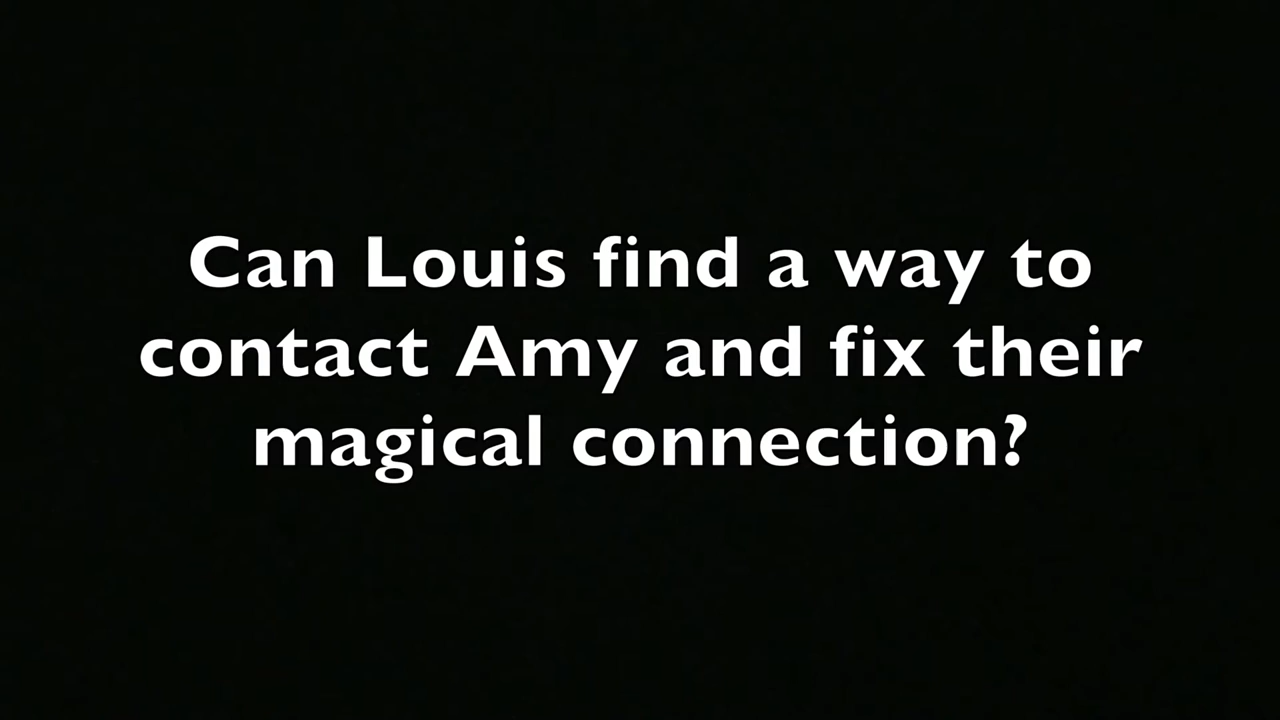 Can Louis find a way to
contact Amy and fix their
magical connection?